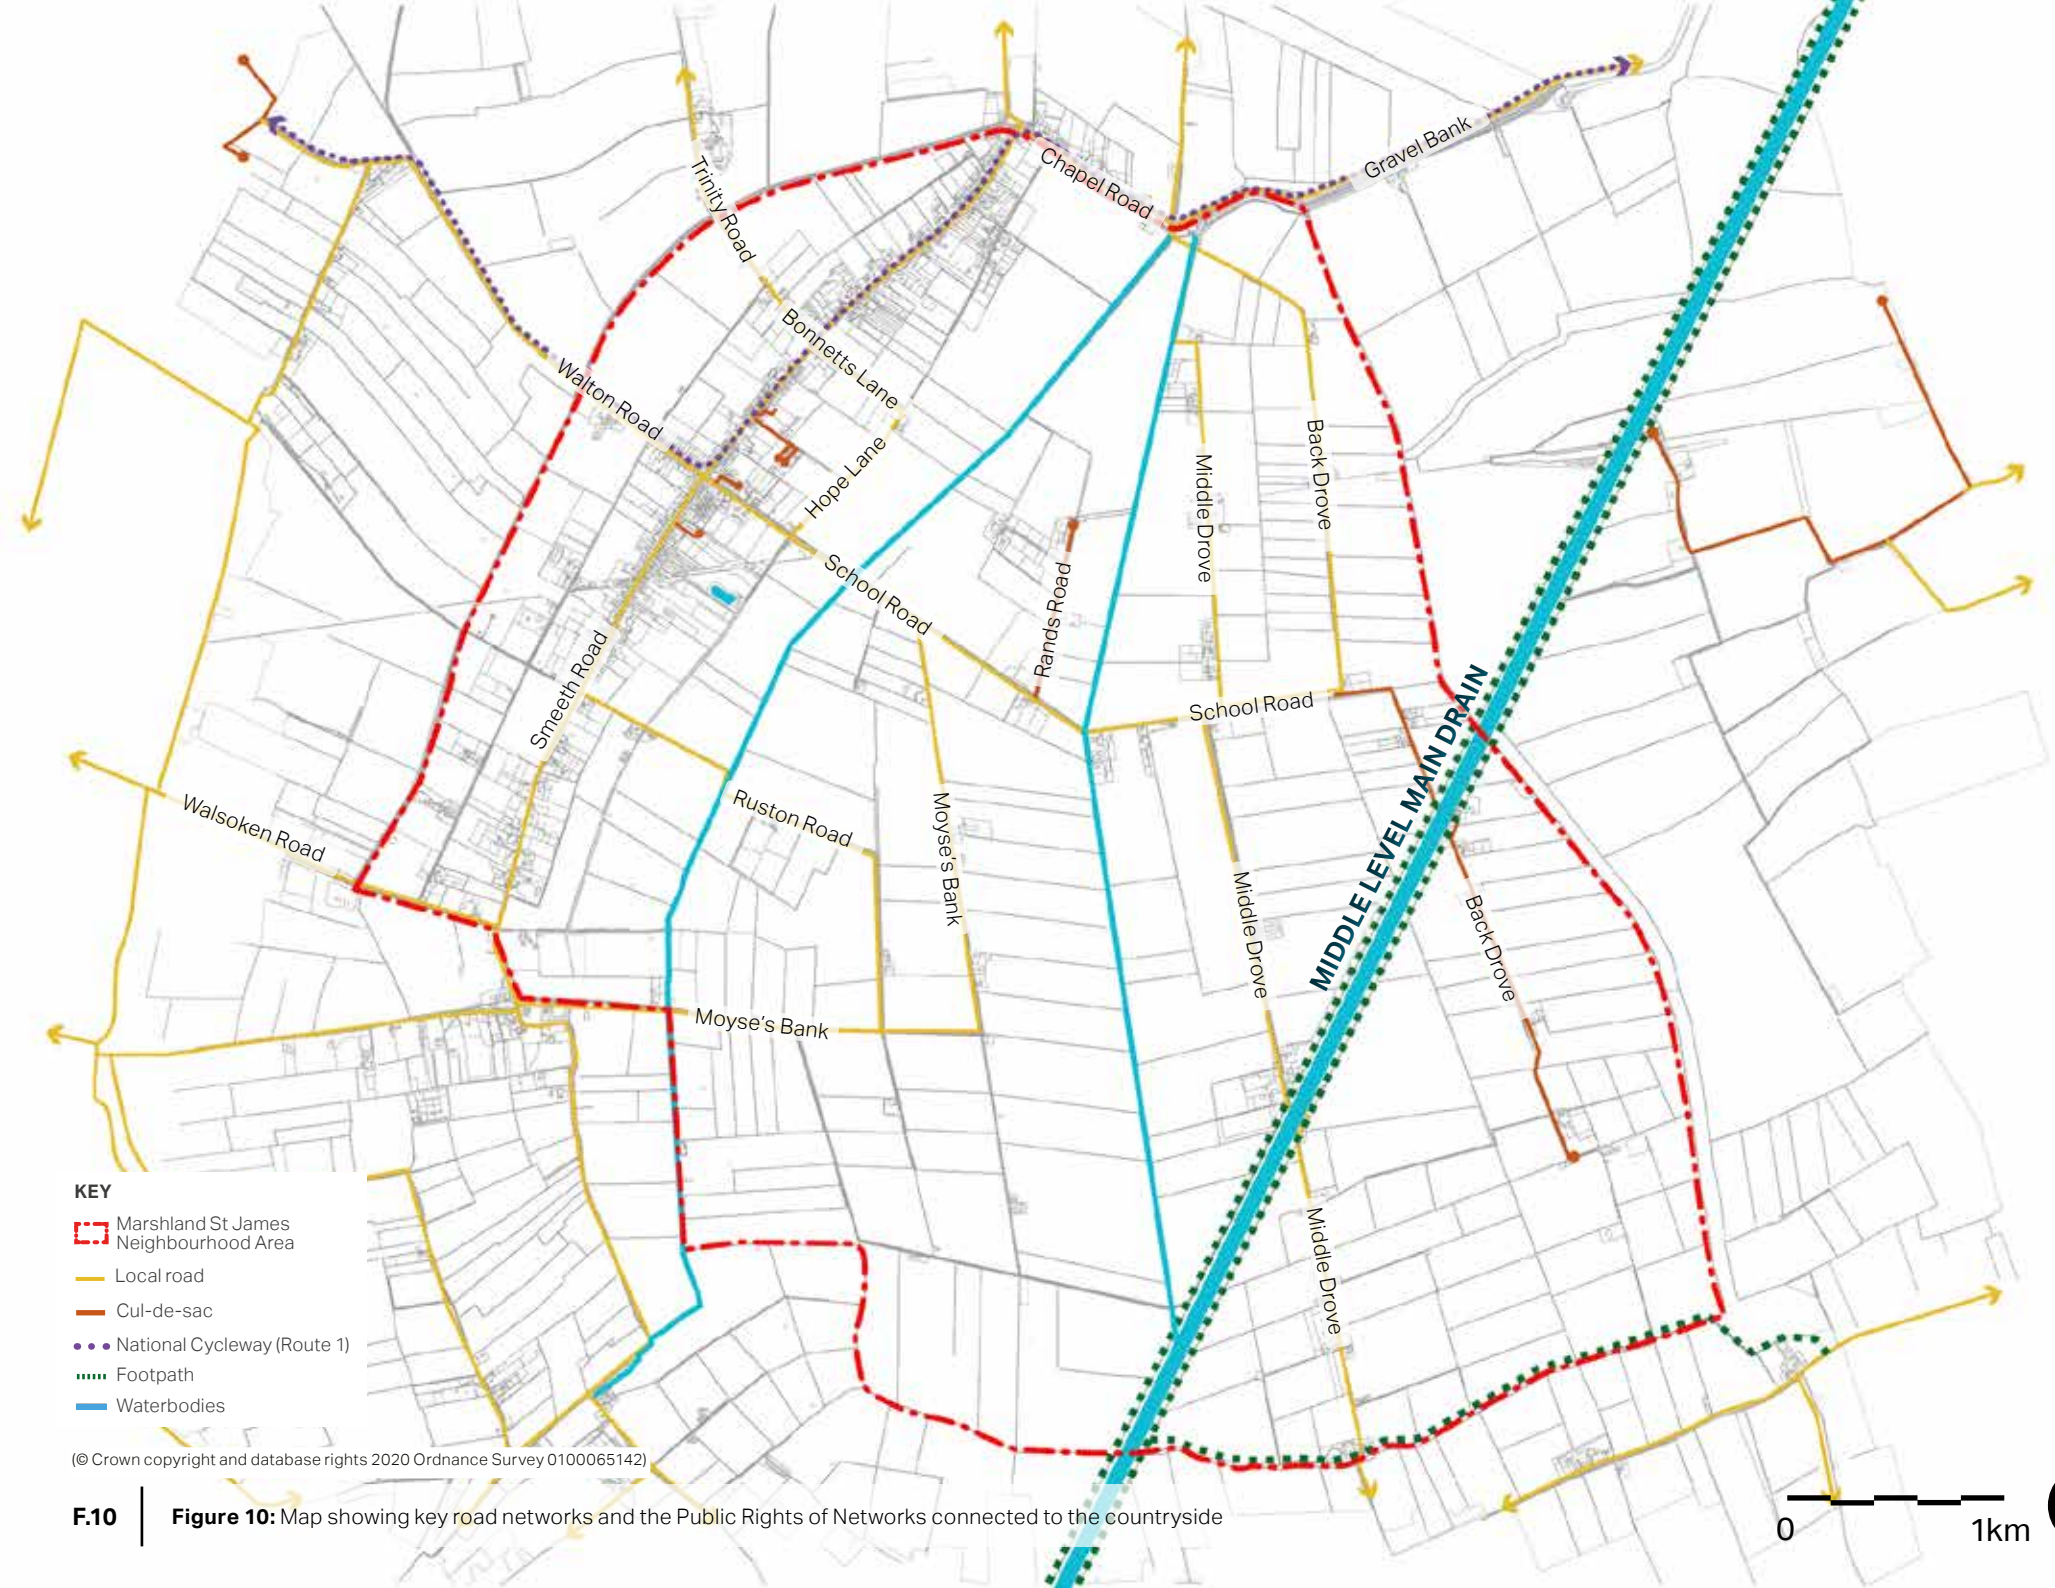 Gravel Bank
Chapel Road
Trinity Road
Bonnetts Lane
Walton Road
Hope Lane
Middle Drove
Back Drove
School Road
Rands Road
Smeeth Road
School Road
MIDDLE LEVEL MAIN DRAIN
Walsoken Road
Ruston Road
Moyse's Bank
Middle Drove
Back Drove
Moyse's Bank
Middle Drove
KEY
Marshland St James
Neighbourhood Area
Local road
Cul-de-sac
National Cycleway (Route 1)
Footpath
Waterbodies
(© Crown copyright and database rights 2020 Ordnance Survey 0100065142)
F.10
Figure 10: Map showing key road networks and the Public Rights of Networks connected to the countryside
0 1km